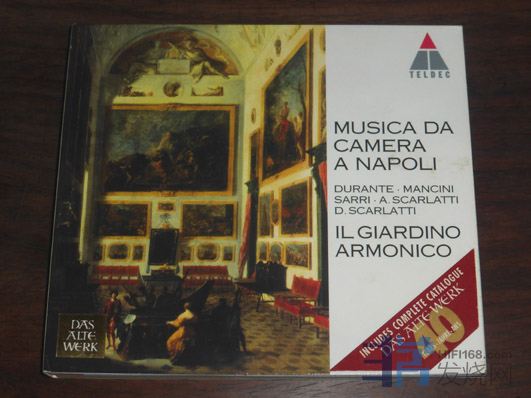 TELDEC
MUSICA DA
CAMERA
A NAPOLI
DURANTE · MANCINI
SARRI · A. SCARLATTI
D. SCARLATTI
IL GIARDINO
ARMONICO
INCLUDES COMPLETE CATALOGUE
DAS ALTE WERK
40
DAS
ALTE
WERK
HIFI168.com
发烧网